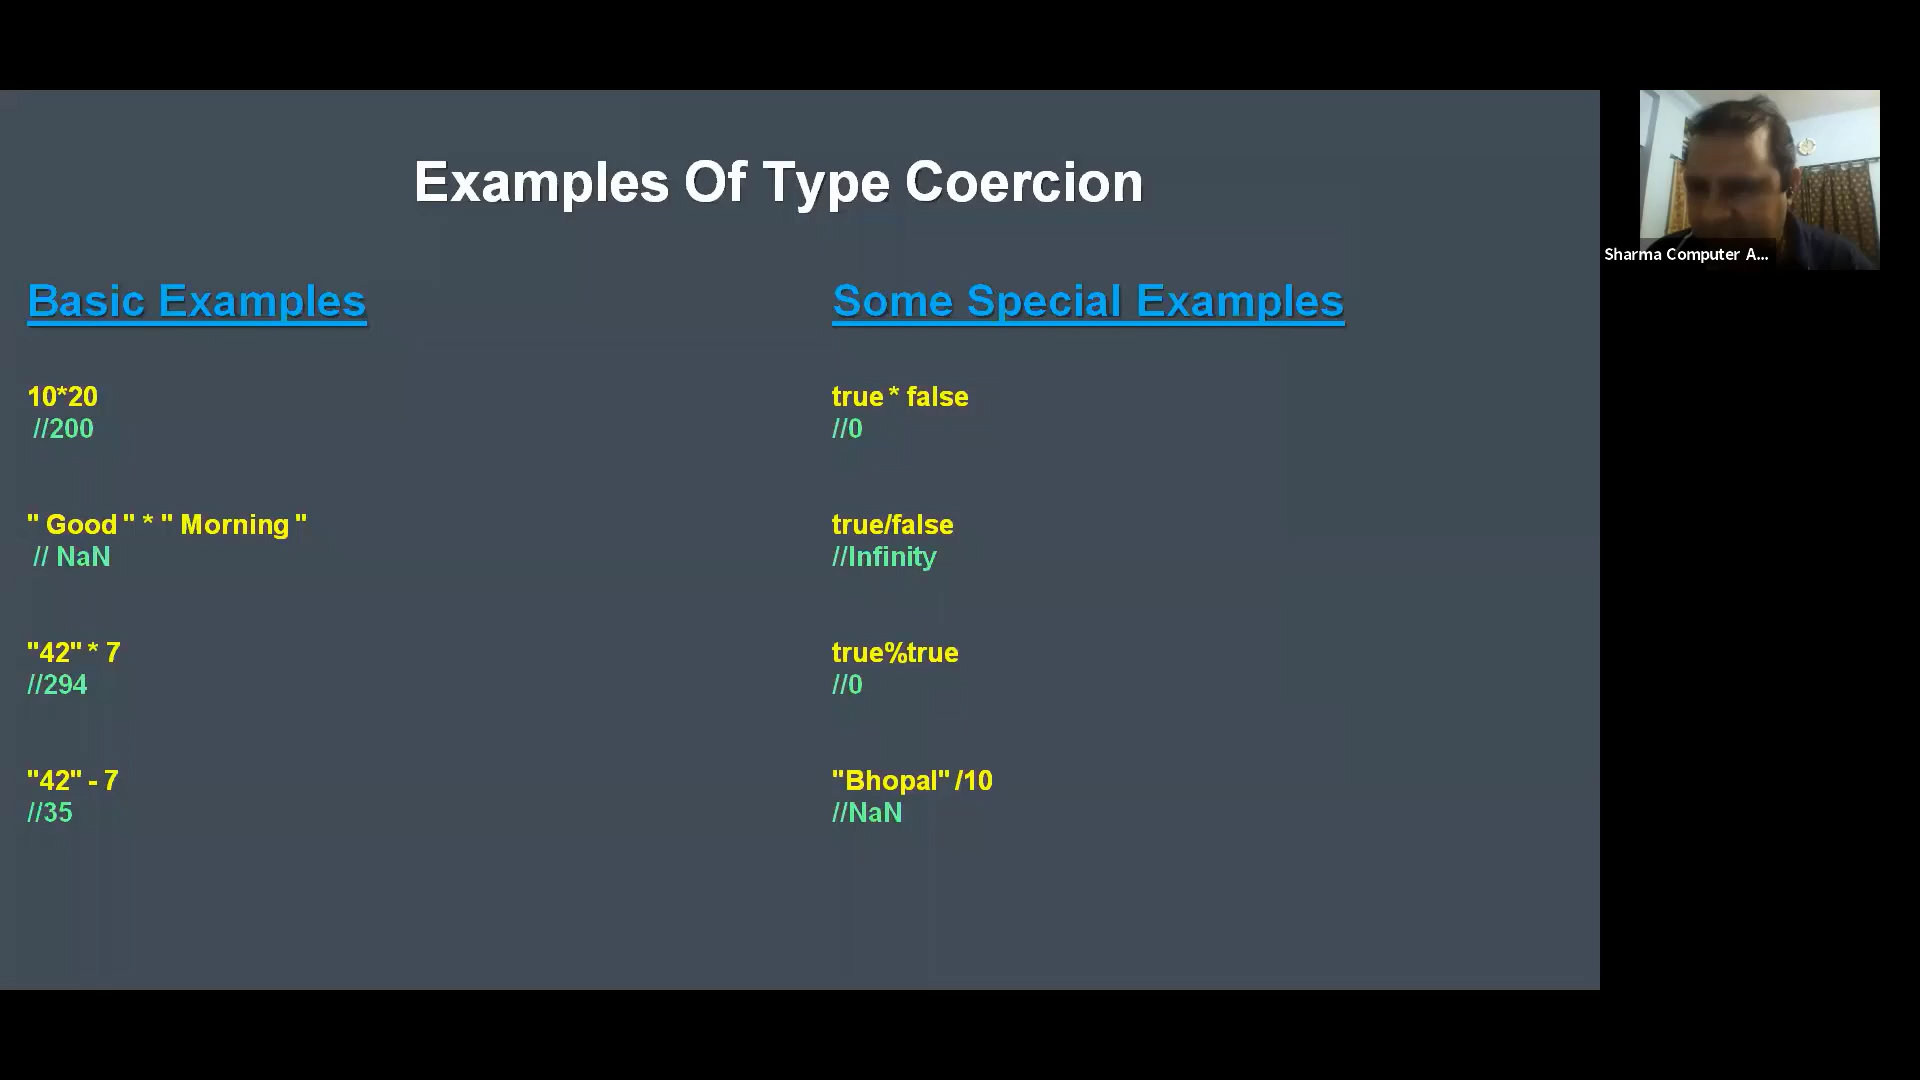 Examples Of Type Coercion
Basic Examples
10*20
//200
" Good " * " Morning "
// NaN
"42" * 7
//294
"42" - 7
//35
Some Special Examples
true * false
//0
true/false
//Infinity
true%true
//0
"Bhopal" /10
//NaN
Sharma Computer A...